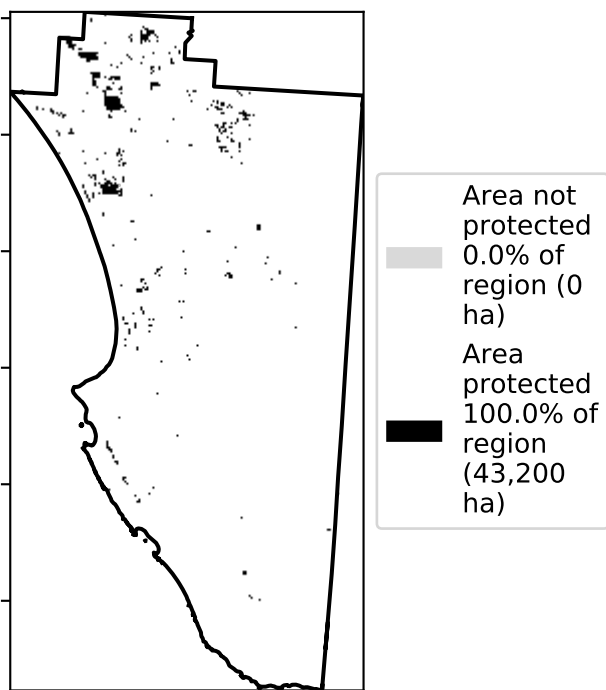 Area not
protected
0.0% of
region (0
ha)
Area
protected
100.0% of
region
(43,200
ha)